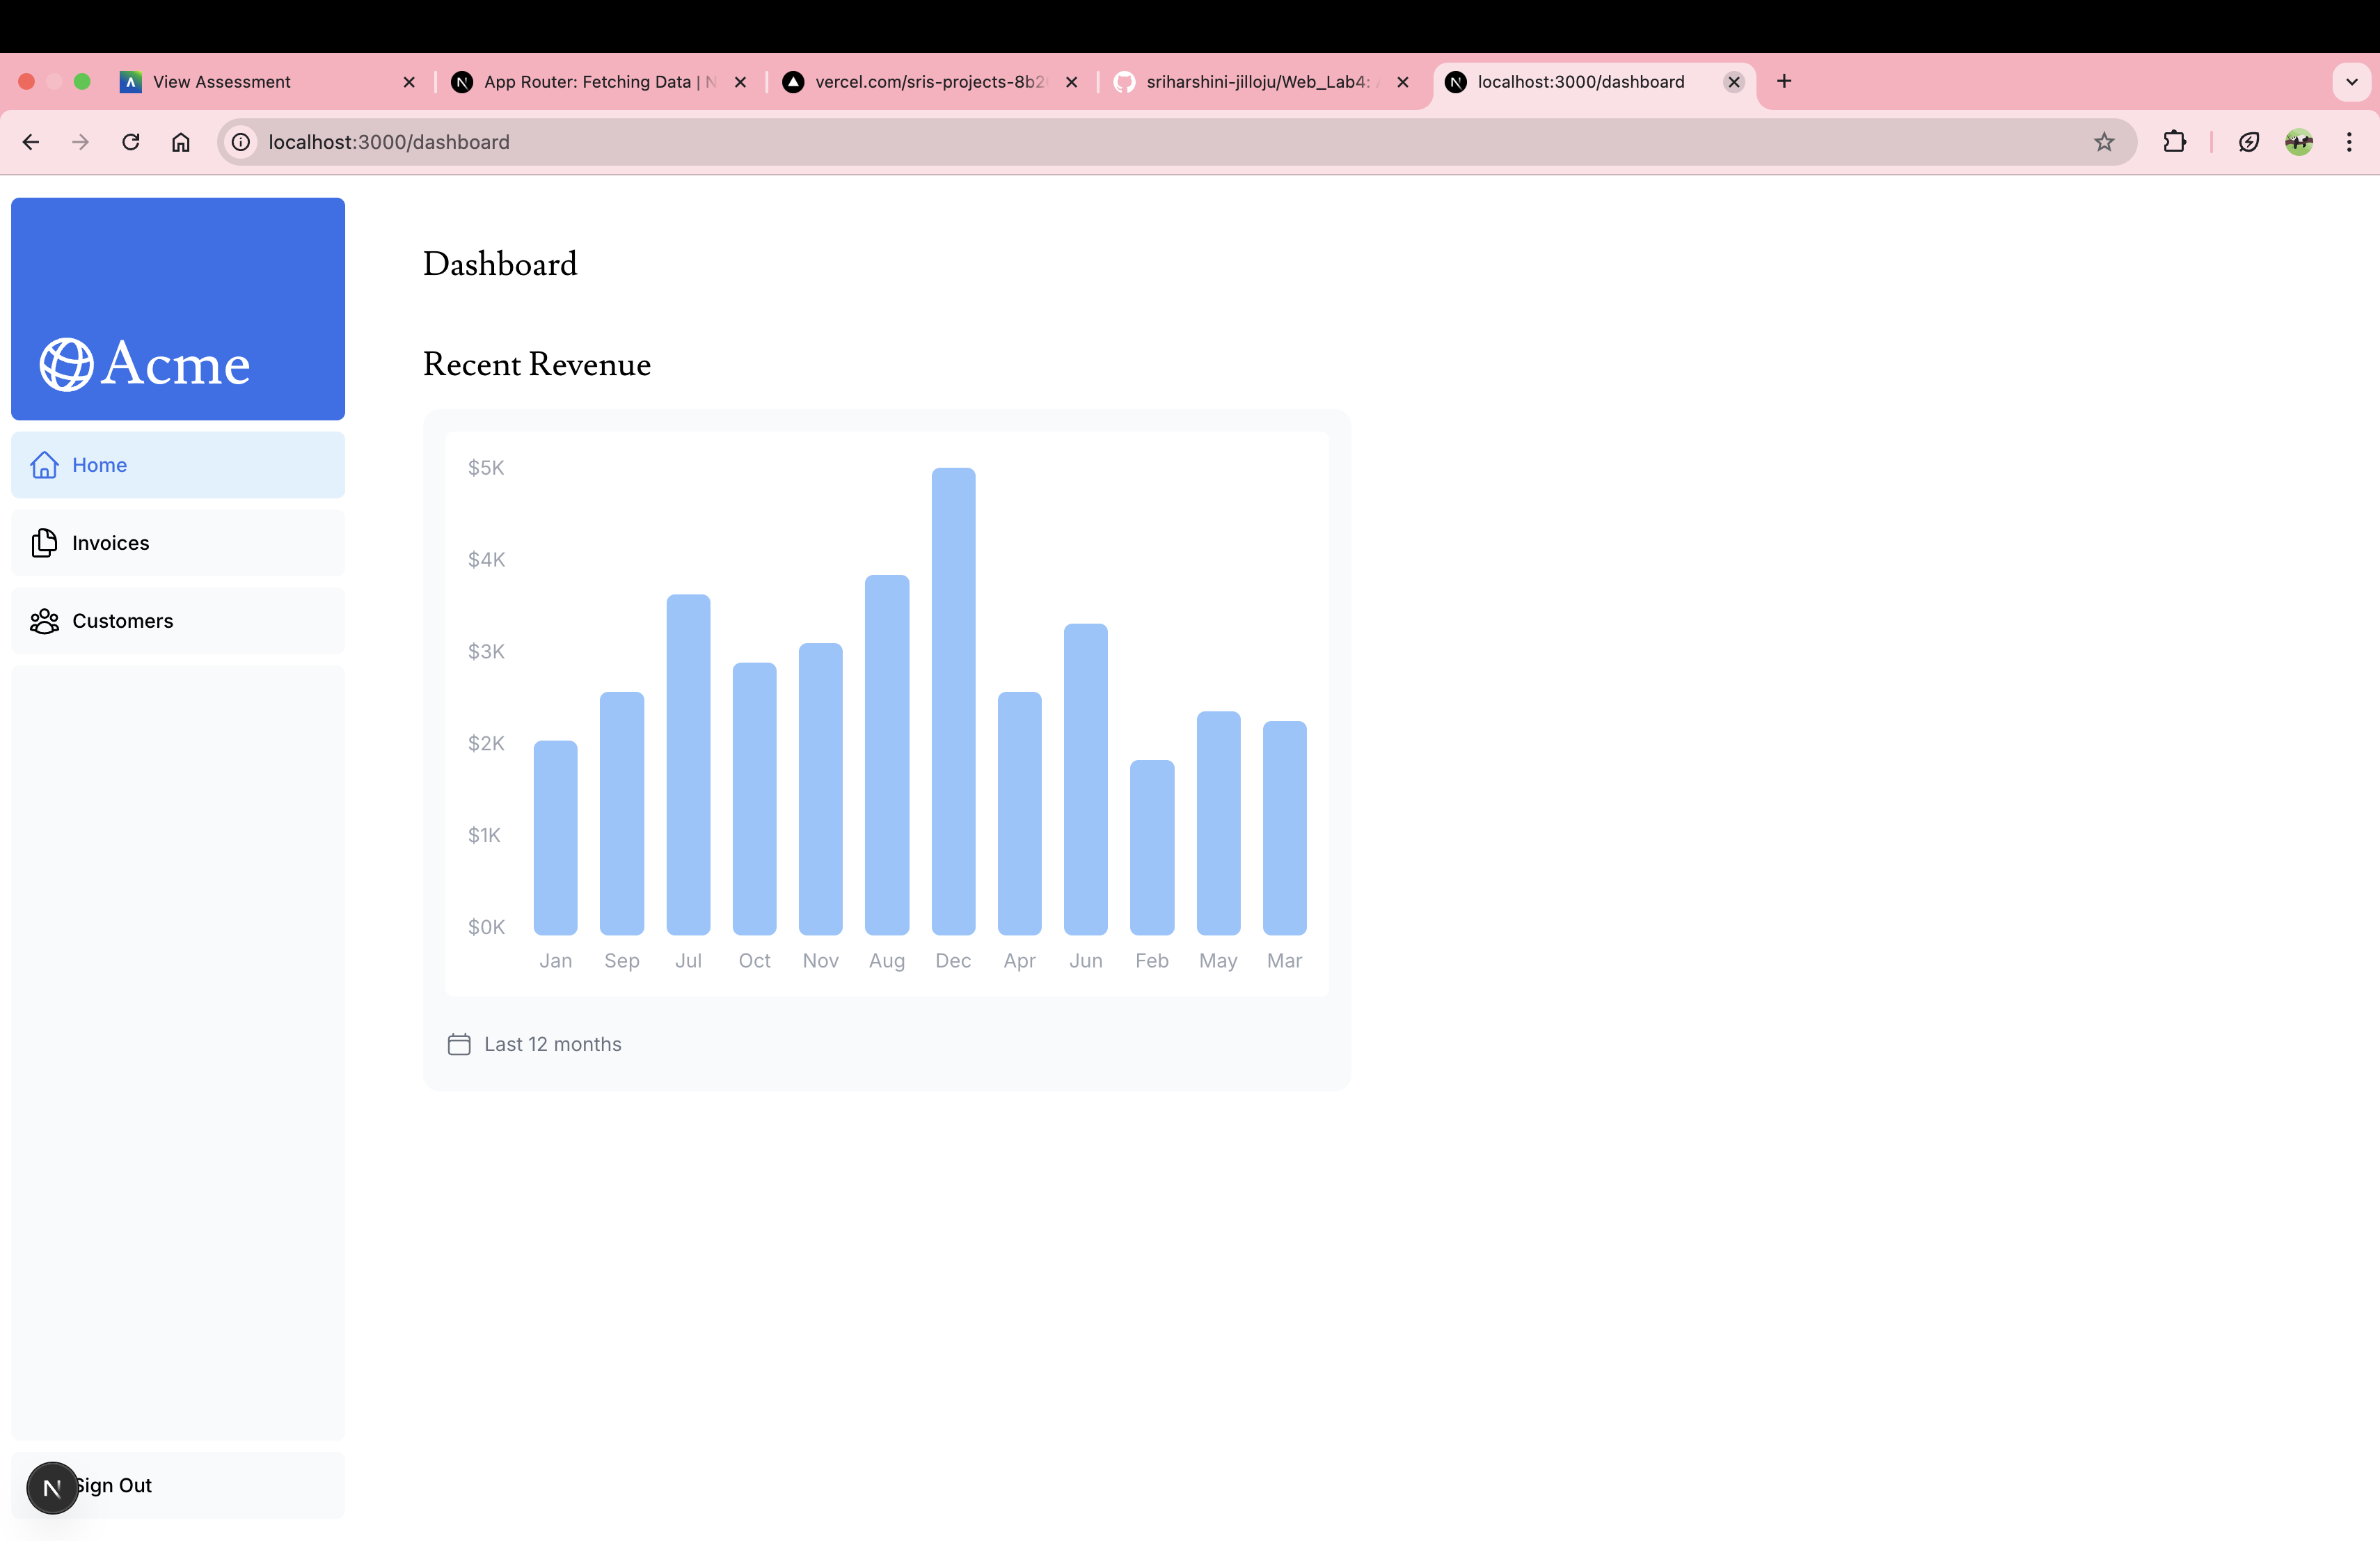 View Assessment
App Router: Fetching Data | N
vercel.com/sris-projects-8b2
sriharshini-jilloju/Web_Lab4:
localhost:3000/dashboard
localhost:3000/dashboard
Acme
Home
Invoices
Customers
Sign Out
N
Dashboard
Recent Revenue
$5K
$4K
$3K
$2K
$1K
$0K
Jan Sep Jul Oct Nov Aug Dec Apr Jun Feb May Mar
Last 12 months